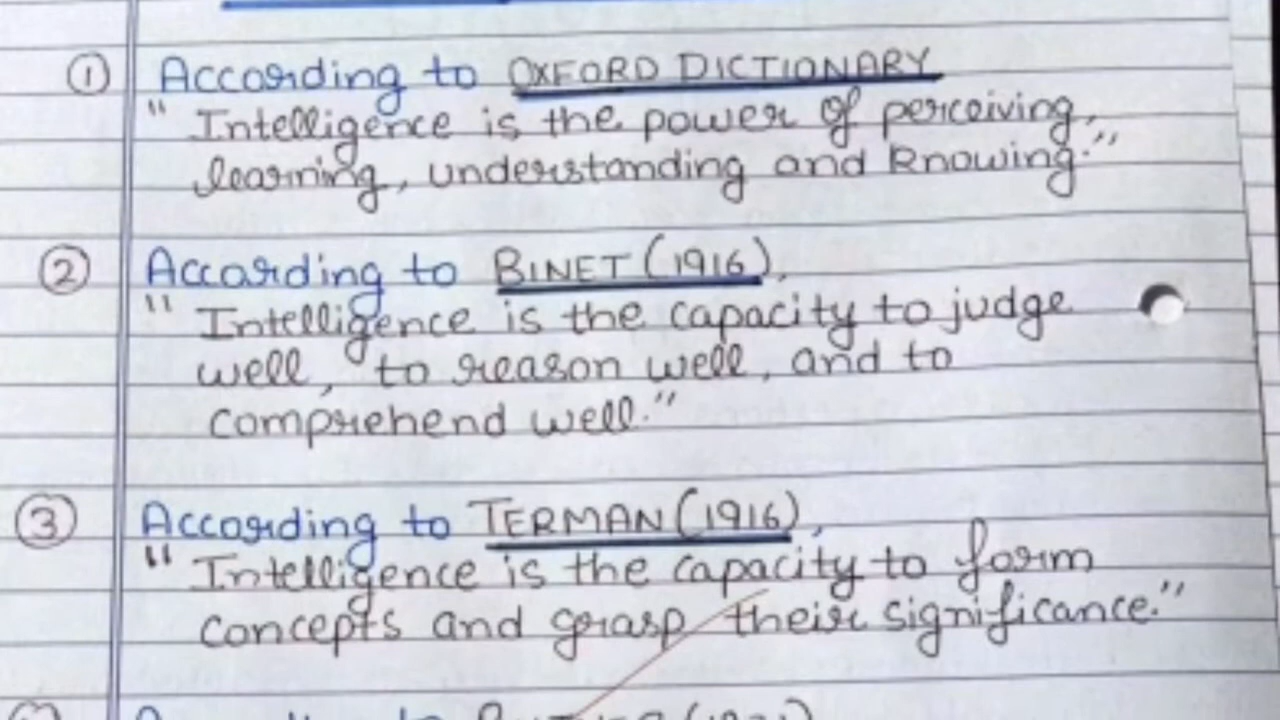 ① According to OXFORD DICTIONARY
" Intelligence is the power of perceiving,
learning, understanding and knowing."
② According to BINET (1916),
" Intelligence is the capacity to judge
well, to reason well, and to
comprehend well."
③ According to TERMAN (1916),
" Intelligence is the capacity to form
concepts and grasp their significance."